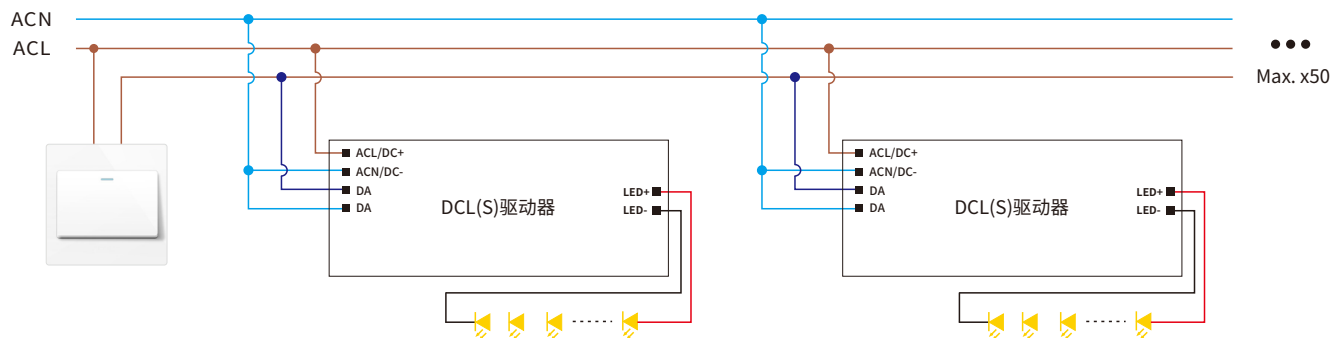 ACN
ACL
Max. x50
ACL/DC+
ACN/DC-
DA
DA
DCL(S)驱动器
LED+
LED-
ACL/DC+
ACN/DC-
DA
DA
DCL(S)驱动器
LED+
LED-